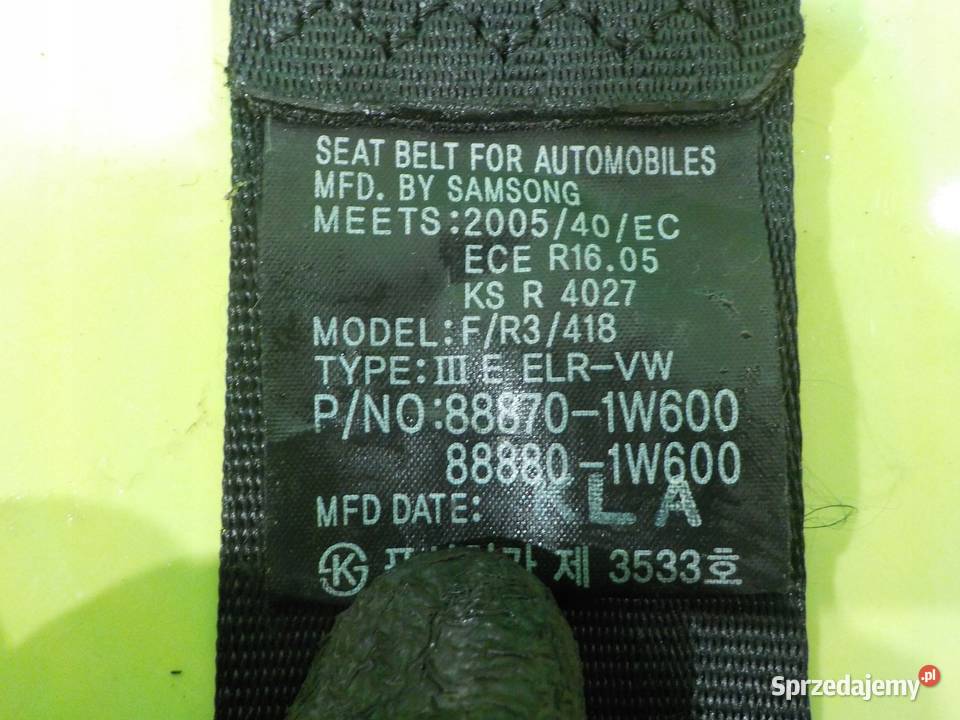 SEAT BELT FOR AUTOMOBILES
MFD. BY SAMSONG
MEETS:2005/40/EC
ECE R16.05
KS R 4027
MODEL:F/R3/418
TYPE:III E ELR-VW
P/NO:88870-1W600
88880-1W600
MFD DATE: LA
제 3533호
Sprzedajemy.pl